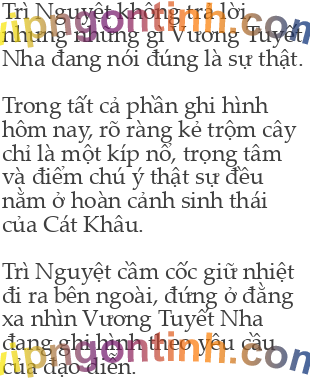 Trì Nguyệt không trả lời,
nhưng những gì Vương Tuyết
Nha đang nói đúng là sự thật.
Trong tất cả phần ghi hình
hôm nay, rõ ràng kẻ trộm cây
chỉ là một kíp nổ, trọng tâm
và điểm chú ý thật sự đều
nằm ở hoàn cảnh sinh thái
của Cát Khâu.
Trì Nguyệt cầm cốc giữ nhiệt
đi ra bên ngoài, đứng ở đằng
xa nhìn Vương Tuyết Nha
đang ghi hình theo yêu cầu
của đạo diễn.